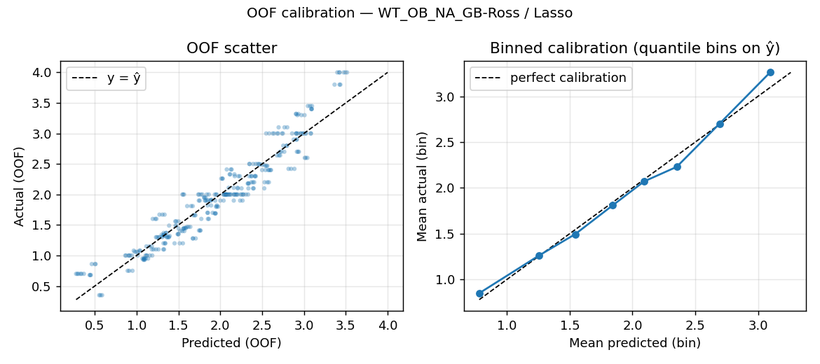 OOF calibration — WT_OB_NA_GB-Ross / Lasso
OOF scatter
y = ŷ
4.0
3.5
3.0
2.5
2.0
1.5
1.0
0.5
Actual (OOF)
0.5 1.0 1.5 2.0 2.5 3.0 3.5 4.0
Predicted (OOF)
Binned calibration (quantile bins on ŷ)
perfect calibration
3.0
2.5
2.0
1.5
1.0
Mean actual (bin)
1.0 1.5 2.0 2.5 3.0
Mean predicted (bin)